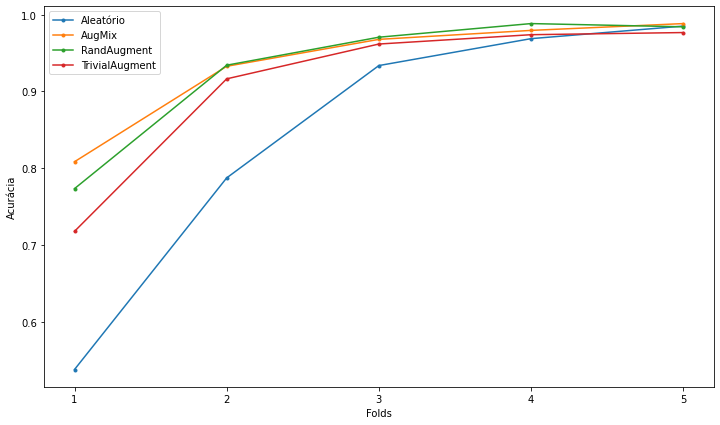 Aleatório
AugMix
RandAugment
TrivialAugment
1.0
0.9
0.8
0.7
0.6
Acurácia
1
2
3
4
5
Folds